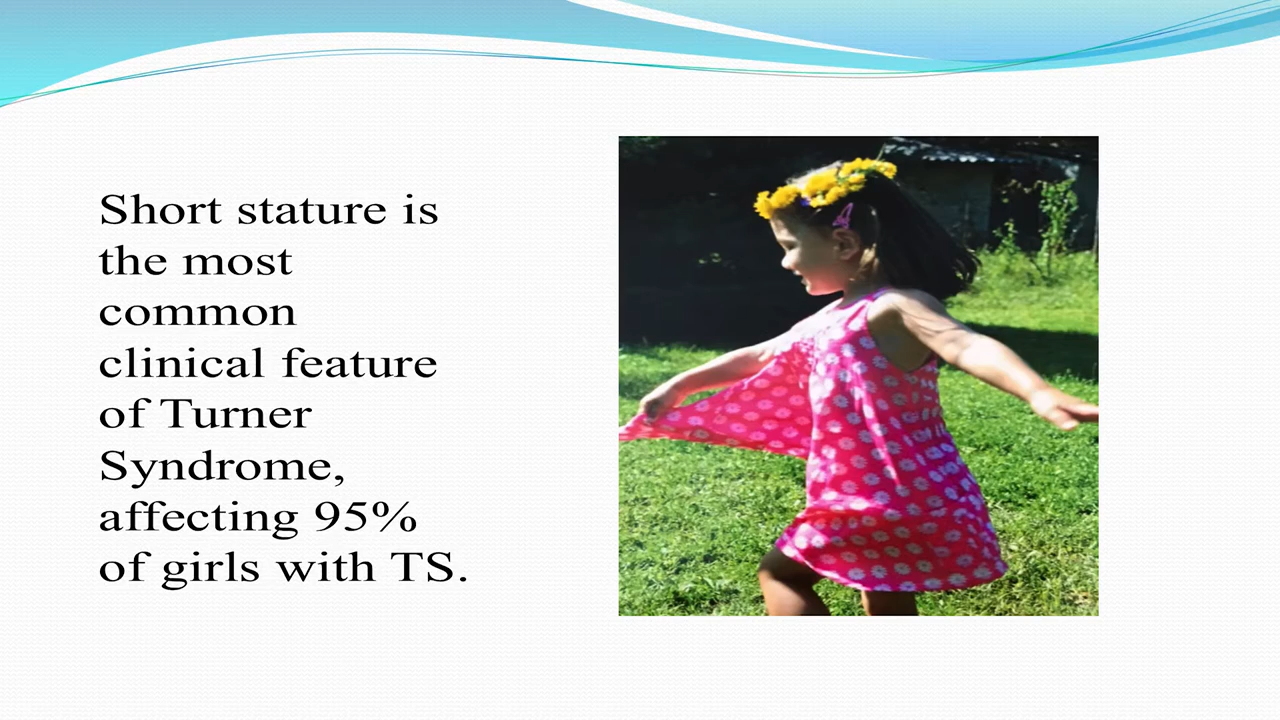 Short stature is
the most
common
clinical feature
of Turner
Syndrome,
affecting 95%
of girls with TS.